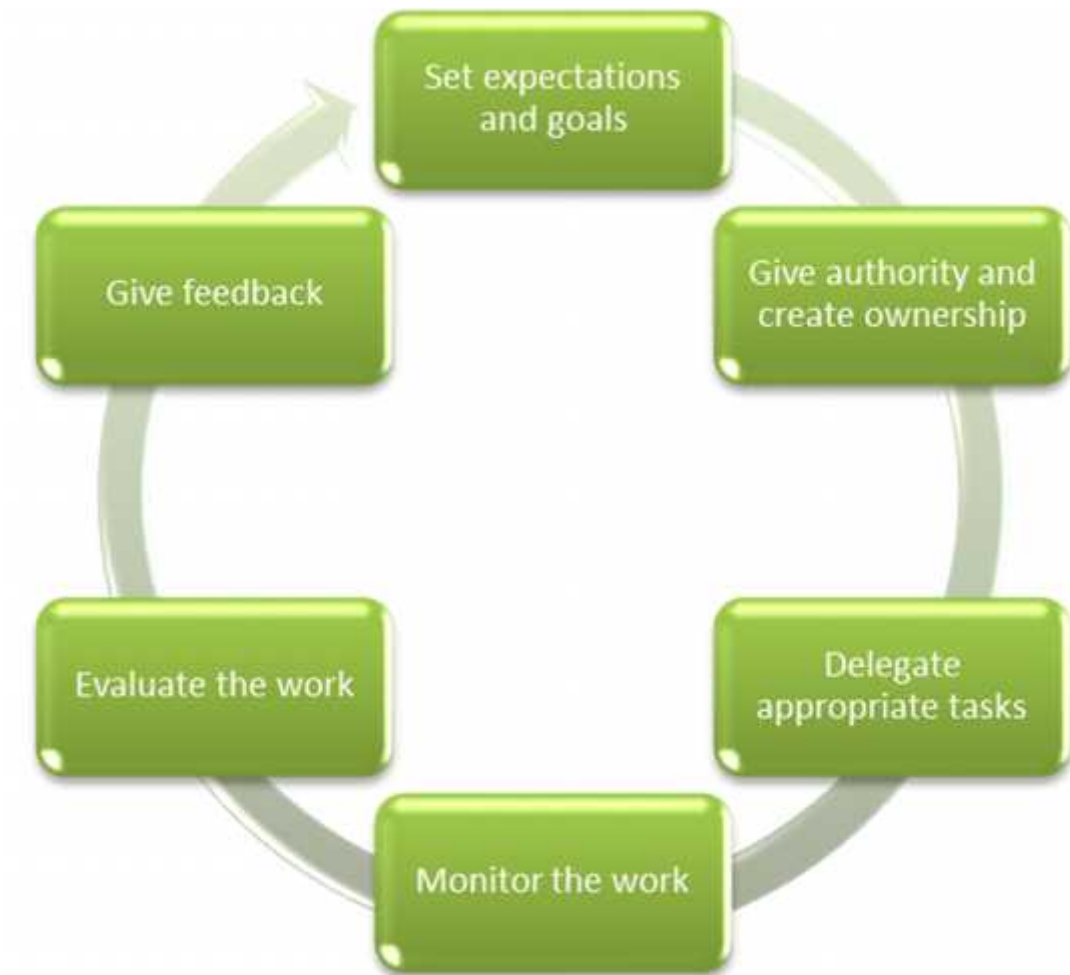 Set expectations
and goals
Give authority and
create ownership
Delegate
appropriate tasks
Monitor the work
Evaluate the work
Give feedback